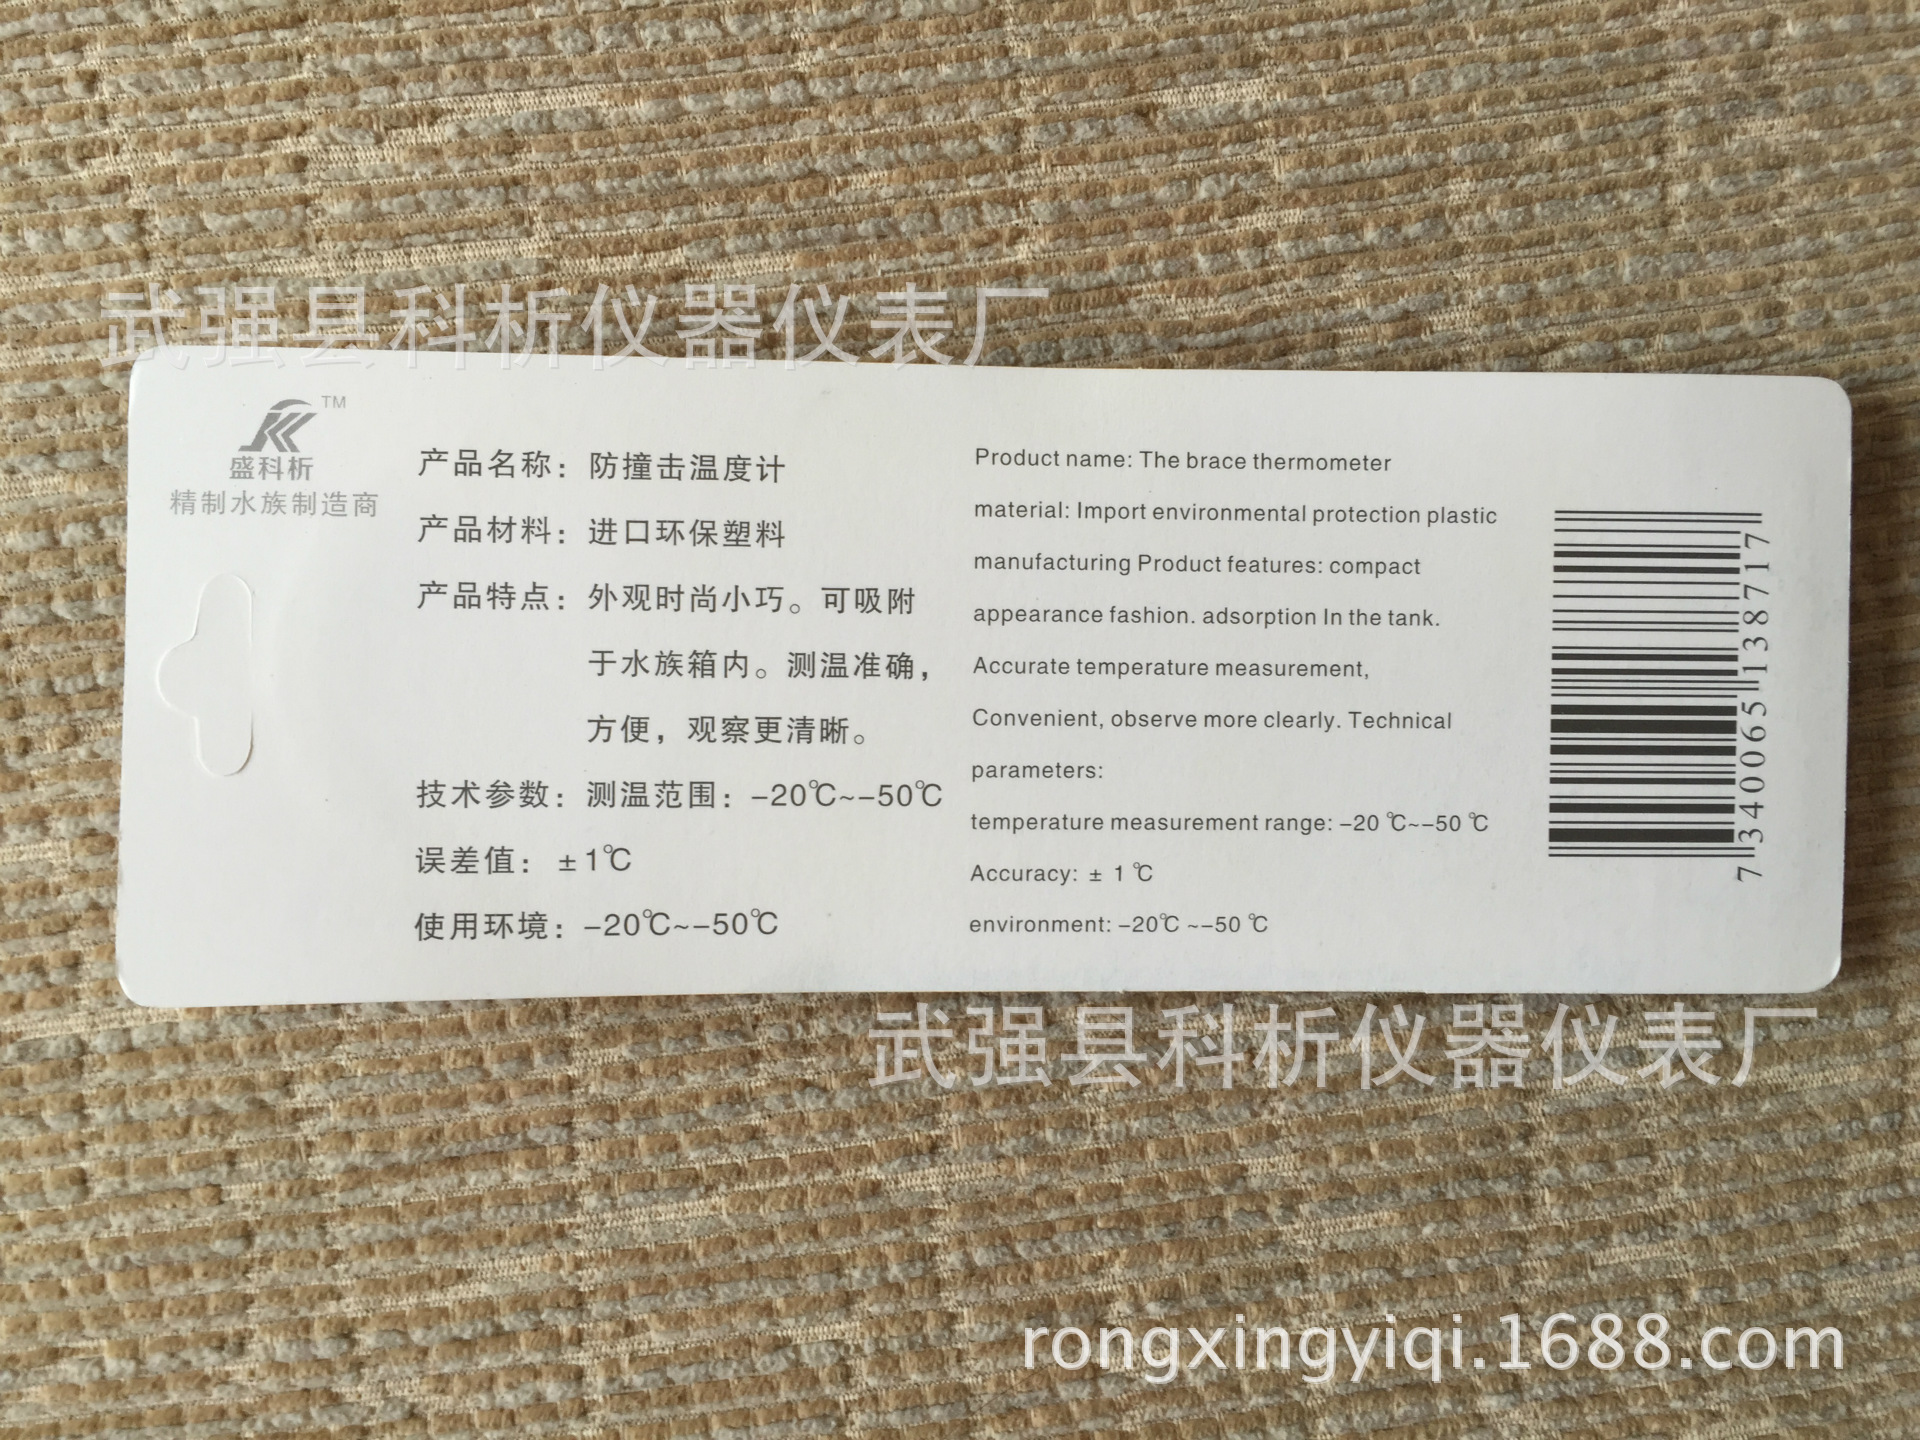 武强县科析仪器仪表厂
TM
盛科析
精制水族制造商
产品名称：防撞击温度计
产品材料：进口环保塑料
产品特点：外观时尚小巧。可吸附
于水族箱内。测温准确，
方便，观察更清晰。
技术参数：测温范围：-20℃~-50℃
误差值：±1℃
使用环境：-20℃~-50℃
Product name: The brace thermometer
material: Import environmental protection plastic
manufacturing Product features: compact
appearance fashion. adsorption In the tank.
Accurate temperature measurement,
Convenient, observe more clearly. Technical
parameters:
temperature measurement range: -20 ℃~-50 ℃
Accuracy: ± 1 ℃
environment: -20℃ ~-50 ℃
7340065138717
武强县科析仪器仪表厂
rongxingyiqi.1688.com